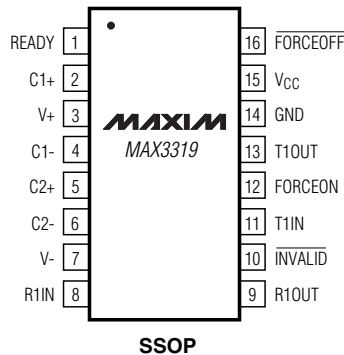 READY 1
C1+ 2
V+ 3
C1- 4
C2+ 5
C2- 6
V- 7
R1IN 8
MAXIM
MAX3319
16 FORCEOFF
15 VCC
14 GND
13 T1OUT
12 FORCEON
11 T1IN
10 INVALID
9 R1OUT
SSOP